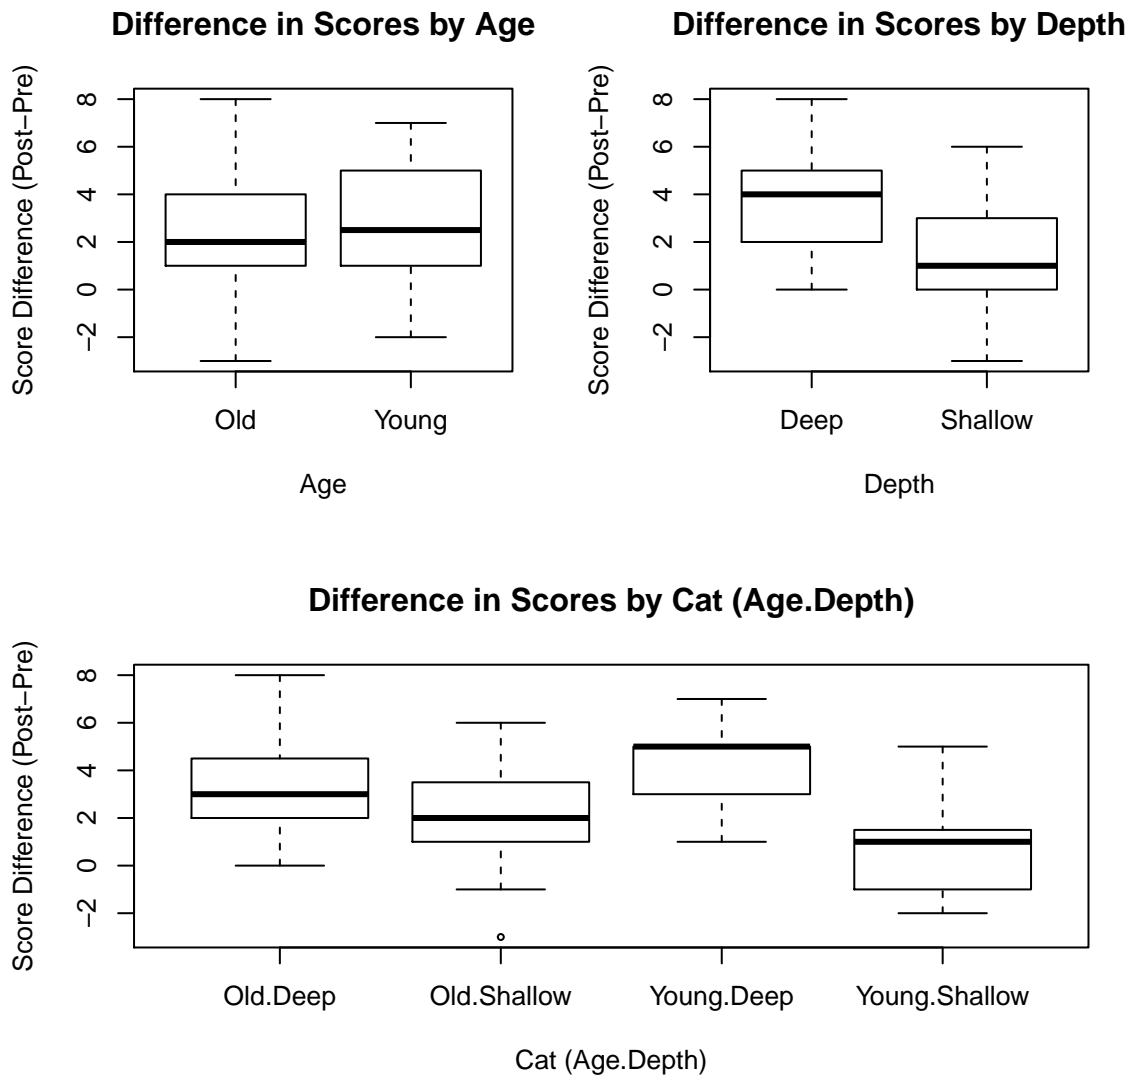 Difference in Scores by Age
Score Difference (Post−Pre)
8
6
4
2
0
−2
Old Young
Age
Difference in Scores by Depth
Score Difference (Post−Pre)
8
6
4
2
0
−2
Deep Shallow
Depth
Difference in Scores by Cat (Age.Depth)
Score Difference (Post−Pre)
8
6
4
2
0
−2
Old.Deep Old.Shallow Young.Deep Young.Shallow
Cat (Age.Depth)